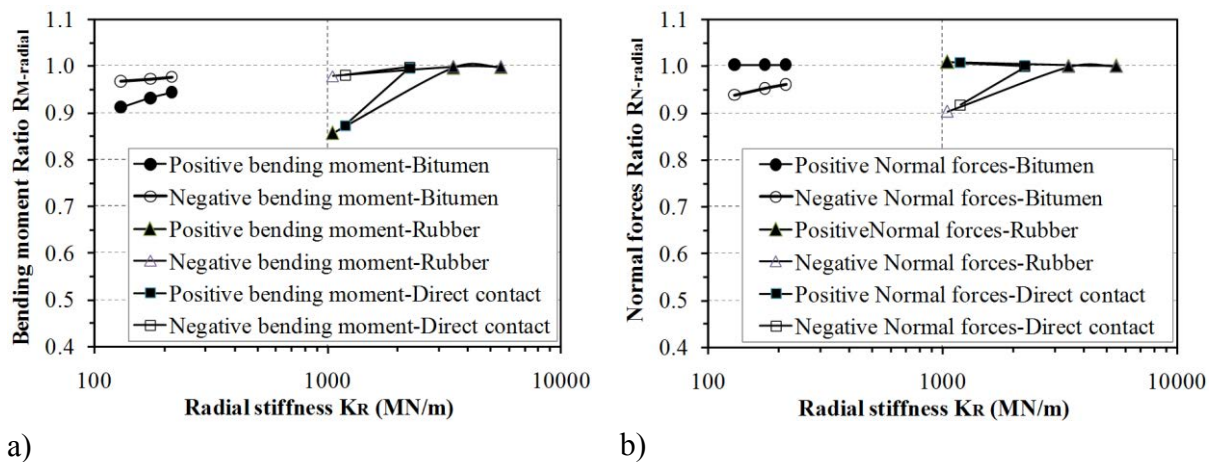 1.1
1.0
0.9
0.8
0.7
0.6
0.5
0.4
Bending moment Ratio RM-radial
Positive bending moment-Bitumen
Negative bending moment-Bitumen
Positive bending moment-Rubber
Negative bending moment-Rubber
Positive bending moment-Direct contact
Negative bending moment-Direct contact
100 1000 10000
Radial stiffness KR (MN/m)
a)
1.1
1.0
0.9
0.8
0.7
0.6
0.5
0.4
Normal forces Ratio RN-radial
Positive Normal forces-Bitumen
Negative Normal forces-Bitumen
PositiveNormal forces-Rubber
Negative Normal forces-Rubber
Positive Normal forces-Direct contact
Negative Normal forces-Direct contact
100 1000 10000
Radial stiffness KR (MN/m)
b)